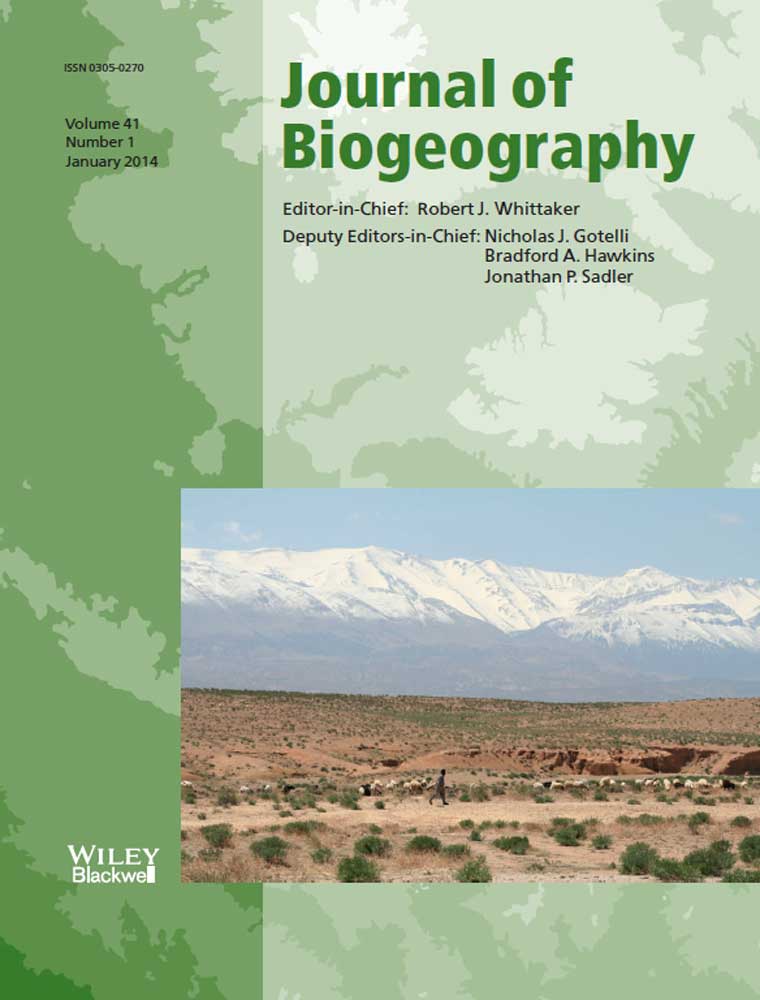 ISSN 0305-0270
Volume 41
Number 1
January 2014
Journal of
Biogeography
Editor-in-Chief: Robert J. Whittaker
Deputy Editors-in-Chief: Nicholas J. Gotelli
Bradford A. Hawkins
Jonathan P. Sadler
WILEY
Blackwell